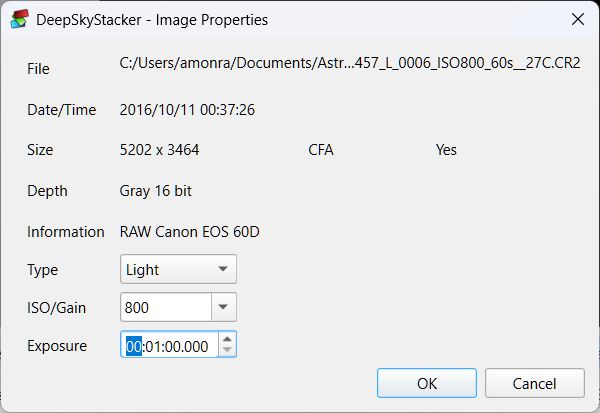 DeepSkyStacker - Image Properties
File C:/Users/amonra/Documents/Astr...457_L_0006_ISO800_60s__27C.CR2
Date/Time 2016/10/11 00:37:26
Size 5202 x 3464 CFA Yes
Depth Gray 16 bit
Information RAW Canon EOS 60D
Type Light
ISO/Gain 800
Exposure 00:01:00.000
OK Cancel